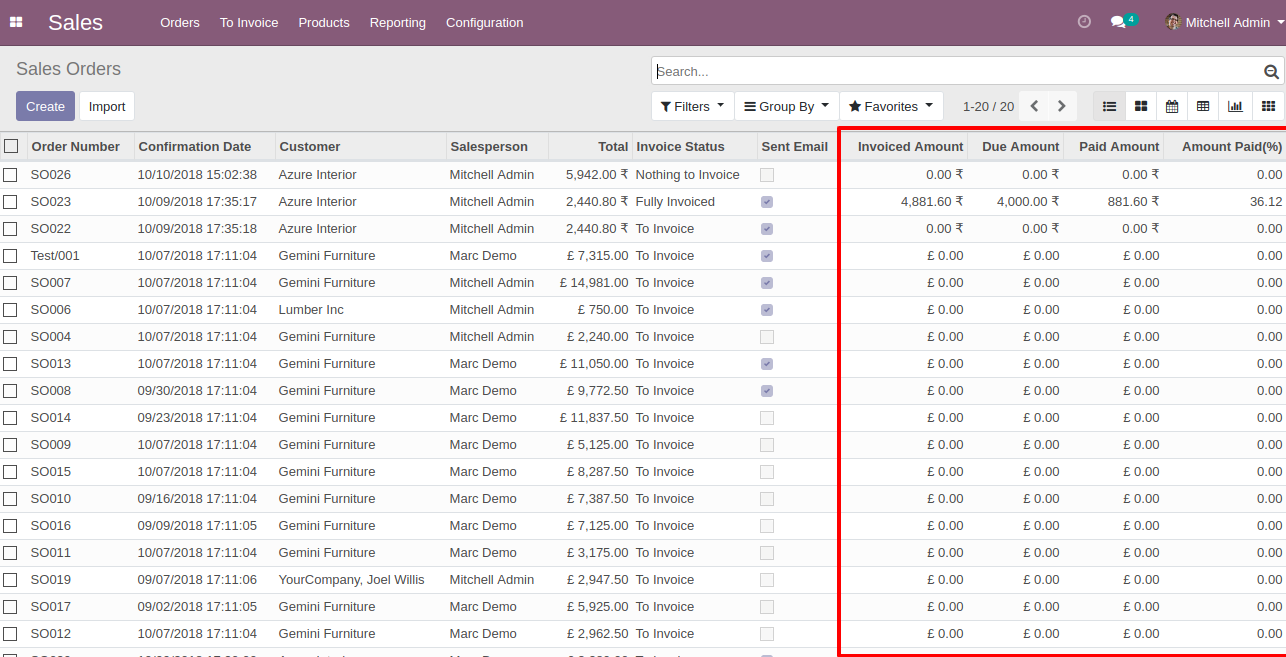 Sales Orders To Invoice Products Reporting Configuration 4 Mitchell Admin
Sales Orders Search...
Create Import Filters Group By Favorites 1-20 / 20
Order Number Confirmation Date Customer Salesperson Total Invoice Status Sent Email Invoiced Amount Due Amount Paid Amount Amount Paid(%)
SO026 10/10/2018 15:02:38 Azure Interior Mitchell Admin 5,942.00 ₹ Nothing to Invoice 0.00 ₹ 0.00 ₹ 0.00 ₹ 0.00
SO023 10/09/2018 17:35:17 Azure Interior Mitchell Admin 2,440.80 ₹ Fully Invoiced 4,881.60 ₹ 4,000.00 ₹ 881.60 ₹ 36.12
SO022 10/09/2018 17:35:18 Azure Interior Mitchell Admin 2,440.80 ₹ To Invoice 0.00 ₹ 0.00 ₹ 0.00 ₹ 0.00
Test/001 10/07/2018 17:11:04 Gemini Furniture Marc Demo £ 7,315.00 To Invoice £ 0.00 £ 0.00 £ 0.00 0.00
SO007 10/07/2018 17:11:04 Gemini Furniture Mitchell Admin £ 14,981.00 To Invoice £ 0.00 £ 0.00 £ 0.00 0.00
SO006 10/07/2018 17:11:04 Lumber Inc Mitchell Admin £ 750.00 To Invoice £ 0.00 £ 0.00 £ 0.00 0.00
SO004 10/07/2018 17:11:04 Gemini Furniture Mitchell Admin £ 2,240.00 To Invoice £ 0.00 £ 0.00 £ 0.00 0.00
SO013 10/07/2018 17:11:04 Gemini Furniture Marc Demo £ 11,050.00 To Invoice £ 0.00 £ 0.00 £ 0.00 0.00
SO008 09/30/2018 17:11:04 Gemini Furniture Marc Demo £ 9,772.50 To Invoice £ 0.00 £ 0.00 £ 0.00 0.00
SO014 09/23/2018 17:11:04 Gemini Furniture Marc Demo £ 11,837.50 To Invoice £ 0.00 £ 0.00 £ 0.00 0.00
SO009 10/07/2018 17:11:04 Gemini Furniture Marc Demo £ 5,125.00 To Invoice £ 0.00 £ 0.00 £ 0.00 0.00
SO015 10/07/2018 17:11:04 Gemini Furniture Marc Demo £ 8,287.50 To Invoice £ 0.00 £ 0.00 £ 0.00 0.00
SO010 09/16/2018 17:11:04 Gemini Furniture Marc Demo £ 7,387.50 To Invoice £ 0.00 £ 0.00 £ 0.00 0.00
SO016 09/09/2018 17:11:05 Gemini Furniture Marc Demo £ 7,125.00 To Invoice £ 0.00 £ 0.00 £ 0.00 0.00
SO011 10/07/2018 17:11:04 Gemini Furniture Marc Demo £ 3,175.00 To Invoice £ 0.00 £ 0.00 £ 0.00 0.00
SO019 09/07/2018 17:11:06 YourCompany, Joel Willis Mitchell Admin £ 2,947.50 To Invoice £ 0.00 £ 0.00 £ 0.00 0.00
SO017 09/02/2018 17:11:05 Gemini Furniture Marc Demo £ 5,925.00 To Invoice £ 0.00 £ 0.00 £ 0.00 0.00
SO012 10/07/2018 17:11:04 Gemini Furniture Marc Demo £ 2,962.50 To Invoice £ 0.00 £ 0.00 £ 0.00 0.00